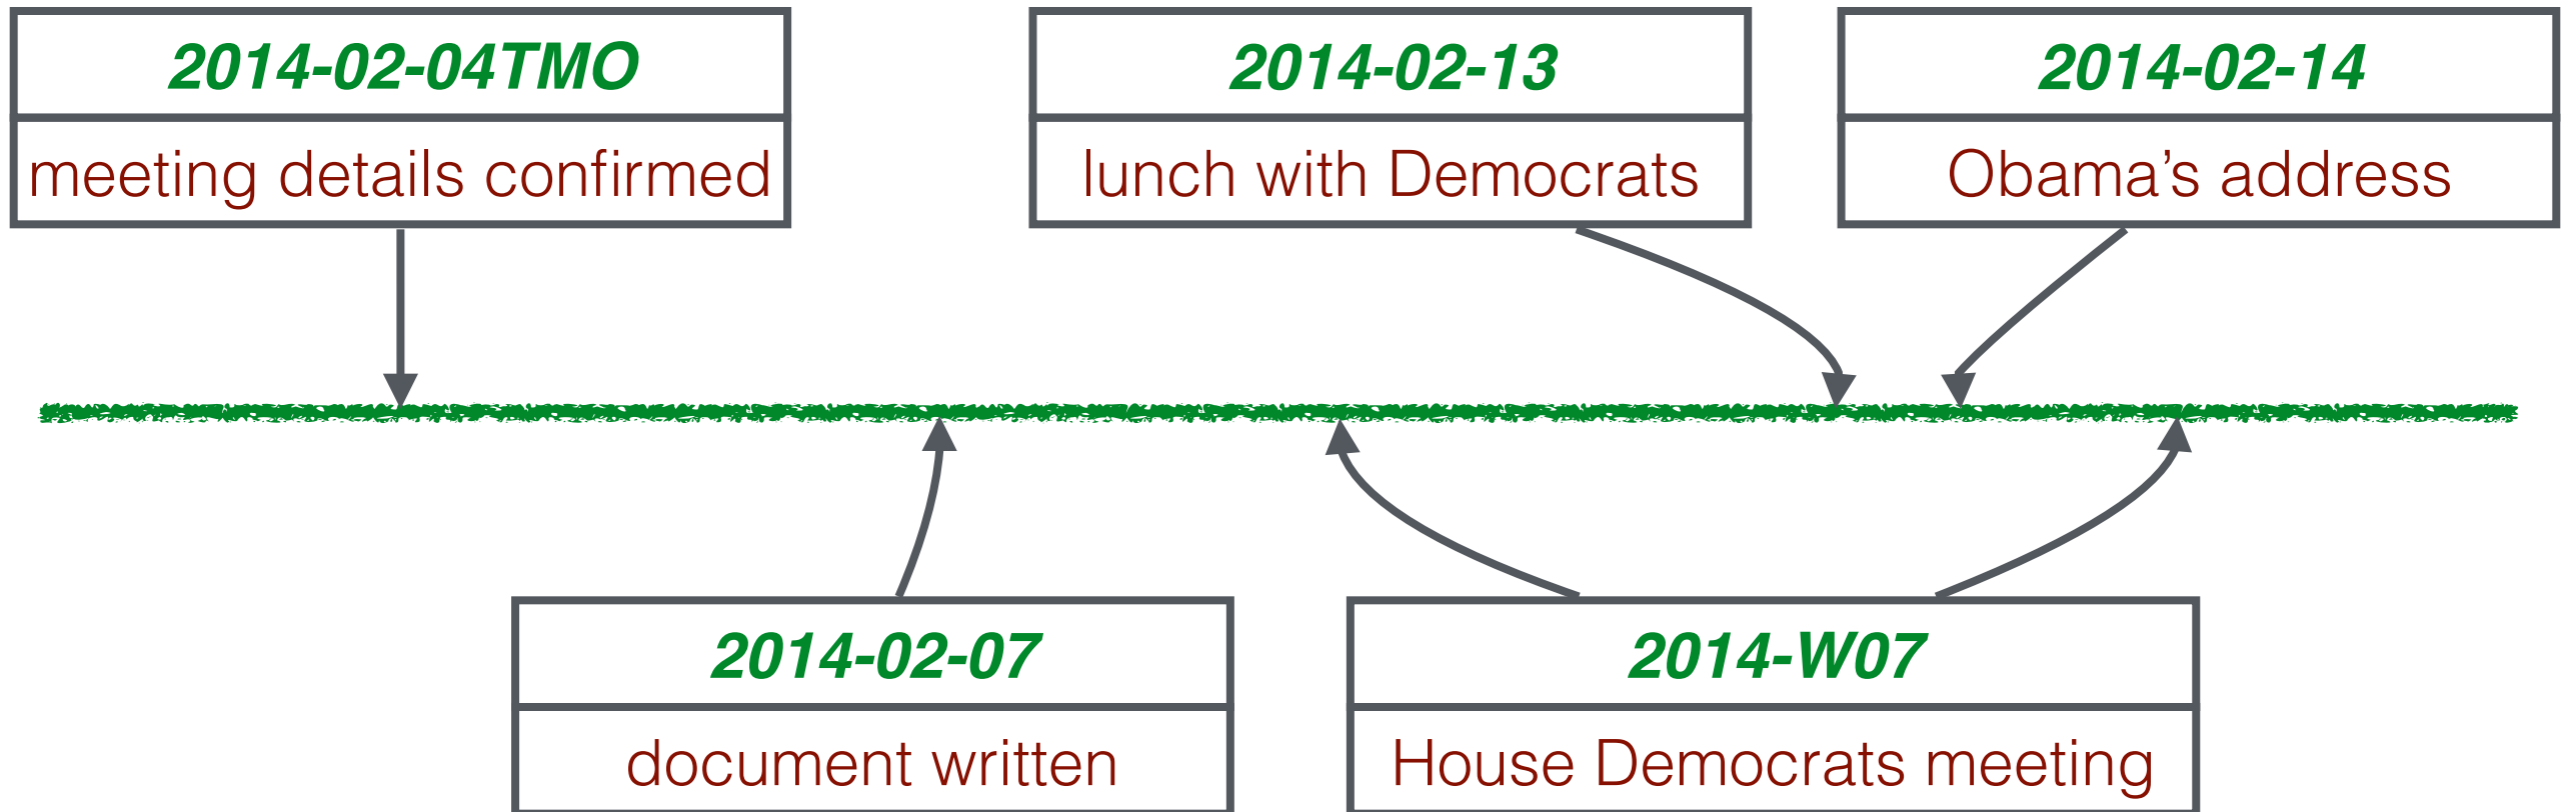 2014-02-04TMO
meeting details confirmed
2014-02-13
lunch with Democrats
2014-02-14
Obama’s address
2014-02-07
document written
2014-W07
House Democrats meeting